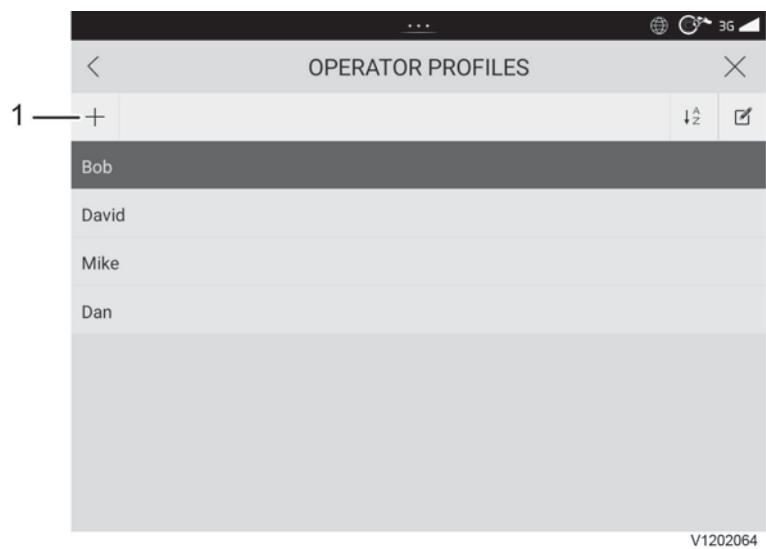 ...
3G
OPERATOR PROFILES
1
A
Z
Bob
David
Mike
Dan
V1202064